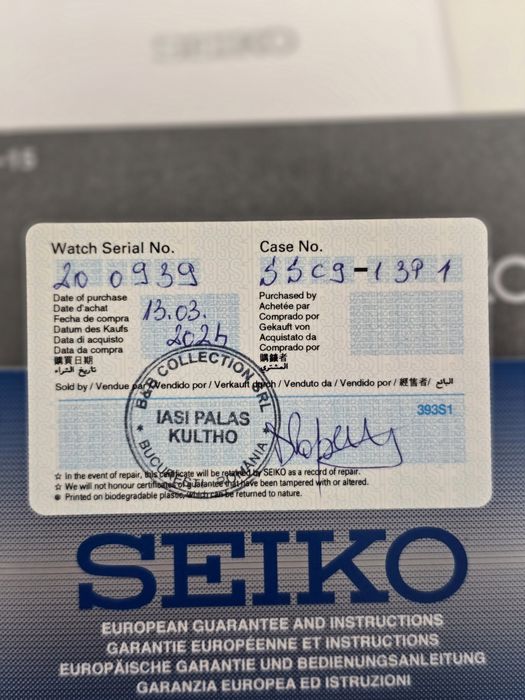 SEIKO
-15
Watch Serial No.
Case No.
20 0939
SSC9-13P1
Date of purchase
Date d'achat
Fecha de compra
Datum des Kaufs
Data di acquisto
Data da compra
購買日期
تاريخ الشراء
13.03.
Purchased by
Achetée par
Comprado por
Gekauft von
Acquistato da
Comprado por
購錶者
المشتري
Sold by / Vendue par / Vendido por / Verkauft durch / Venduto da / Vendido por / 經售者/ البائع
393S1
B&B COLLECTION SRL
IASI PALAS
KULTHO
* BUCUREST - ROMANIA *
☆ In the event of repair, this certificate will be returned by SEIKO as a record of repair.
☆ We will not honour certificates of guarantee that have been tampered with or altered.
Printed on biodegradable plastic, which can be returned to nature.
SEIKO
EUROPEAN GUARANTEE AND INSTRUCTIONS
GARANTIE EUROPÉENNE ET INSTRUCTIONS
EUROPÄISCHE GARANTIE UND BEDIENUNGSANLEITUNG
GARANZIA EUROPEA ED ISTRUZIONI